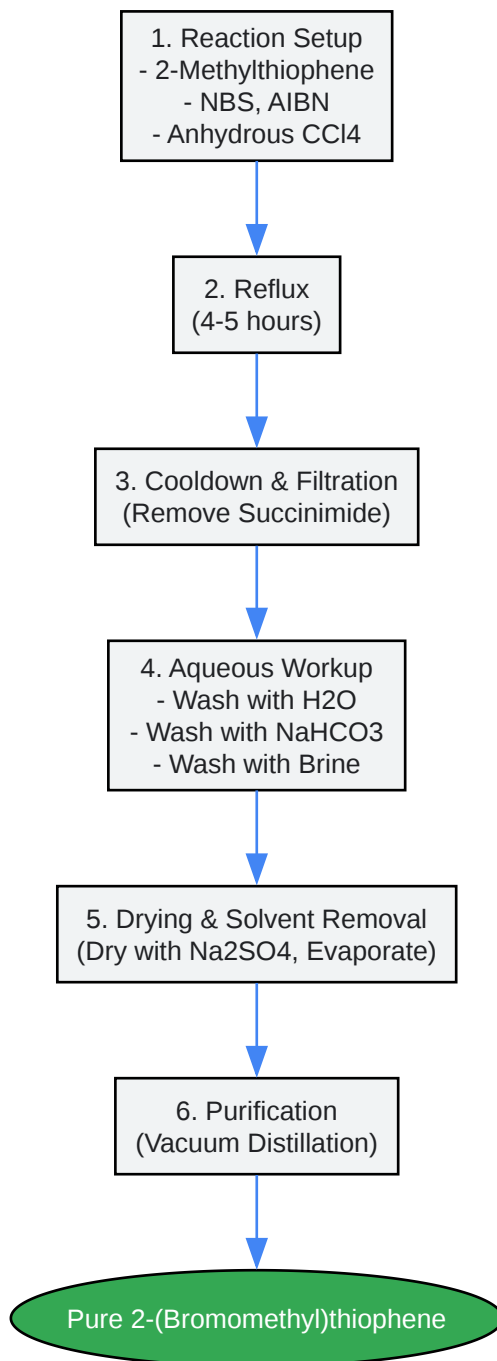 1. Reaction Setup
- 2-Methylthiophene
- NBS, AIBN
- Anhydrous CCl4
2. Reflux
(4-5 hours)
3. Cooldown & Filtration
(Remove Succinimide)
4. Aqueous Workup
- Wash with H2O
- Wash with NaHCO3
- Wash with Brine
5. Drying & Solvent Removal
(Dry with Na2SO4, Evaporate)
6. Purification
(Vacuum Distillation)
Pure 2-(Bromomethyl)thiophene